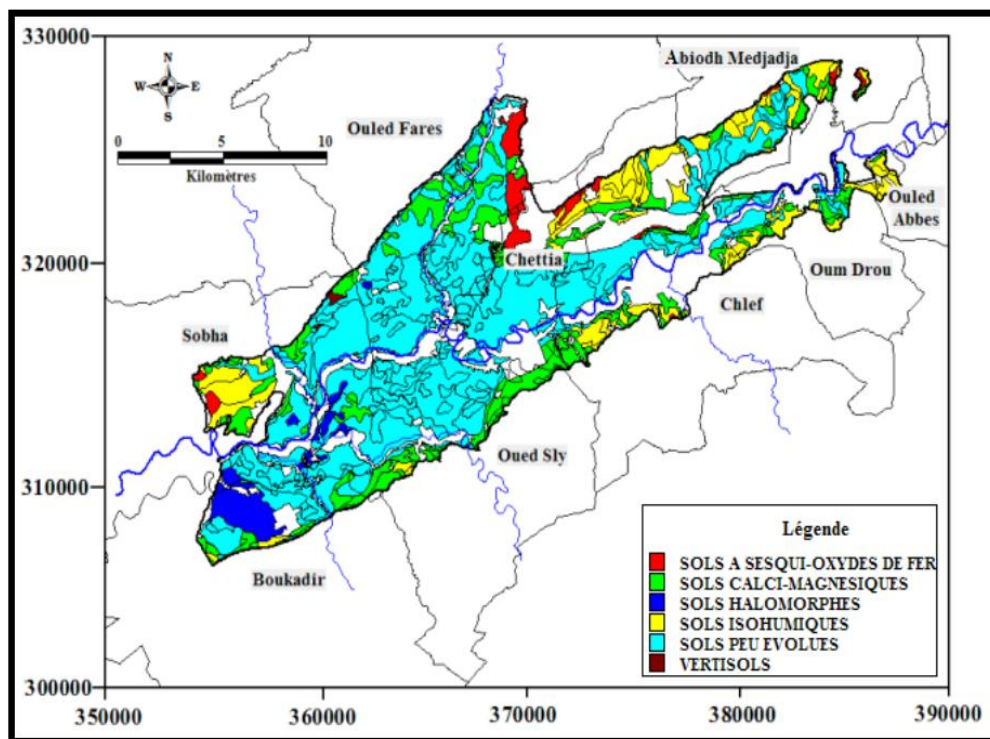 330000
320000
310000
300000
350000
360000
370000
380000
390000
N
W E
S
0 5 10
Kilomètres
Abiodh Medjadja
Ouled Fares
Ouled
Abbes
Chettia
Oum Drou
Chlef
Sobha
Oued Sly
Boukadir
Légende
SOLS A SESQUI-OXYDES DE FER
SOLS CALCI-MAGNESIQUES
SOLS HALOMORPHES
SOLS ISOHUMIQUES
SOLS PEU EVOLUES
VERTISOLS